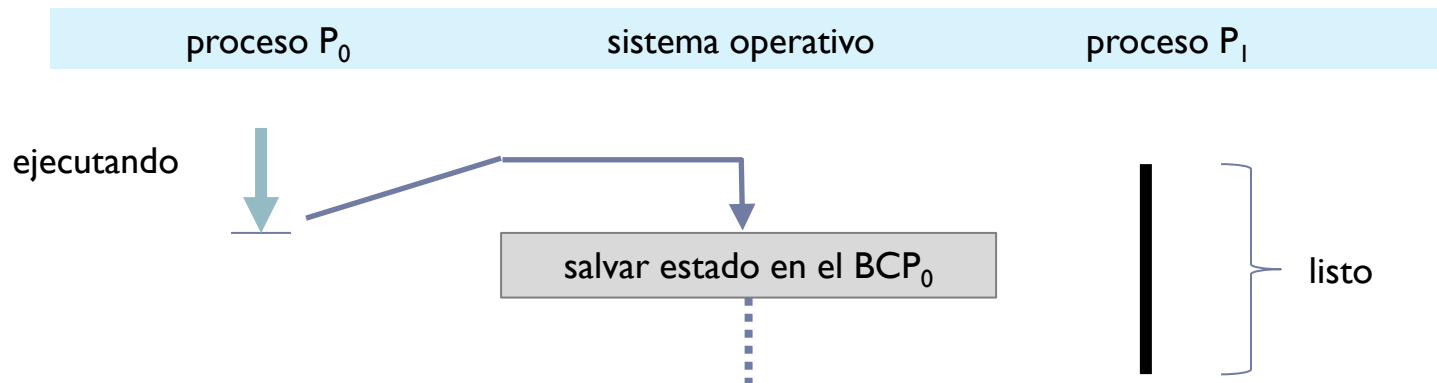 proceso P₀ sistema operativo proceso P₁
ejecutando
salvar estado en el BCP₀
listo